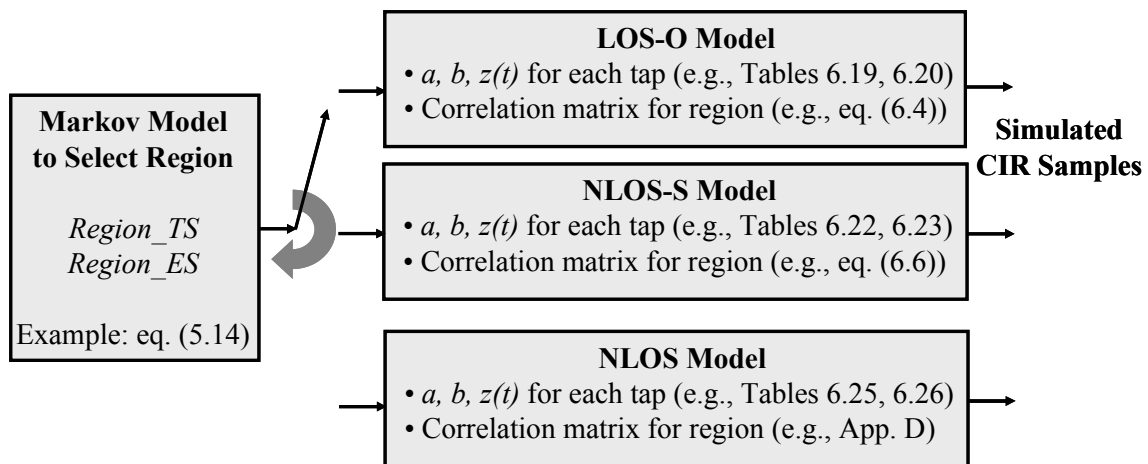 Markov Model
to Select Region
Region_TS
Region_ES
Example: eq. (5.14)
LOS-O Model
• a, b, z(t) for each tap (e.g., Tables 6.19, 6.20)
• Correlation matrix for region (e.g., eq. (6.4))
NLOS-S Model
• a, b, z(t) for each tap (e.g., Tables 6.22, 6.23)
• Correlation matrix for region (e.g., eq. (6.6))
NLOS Model
• a, b, z(t) for each tap (e.g., Tables 6.25, 6.26)
• Correlation matrix for region (e.g., App. D)
Simulated
CIR Samples